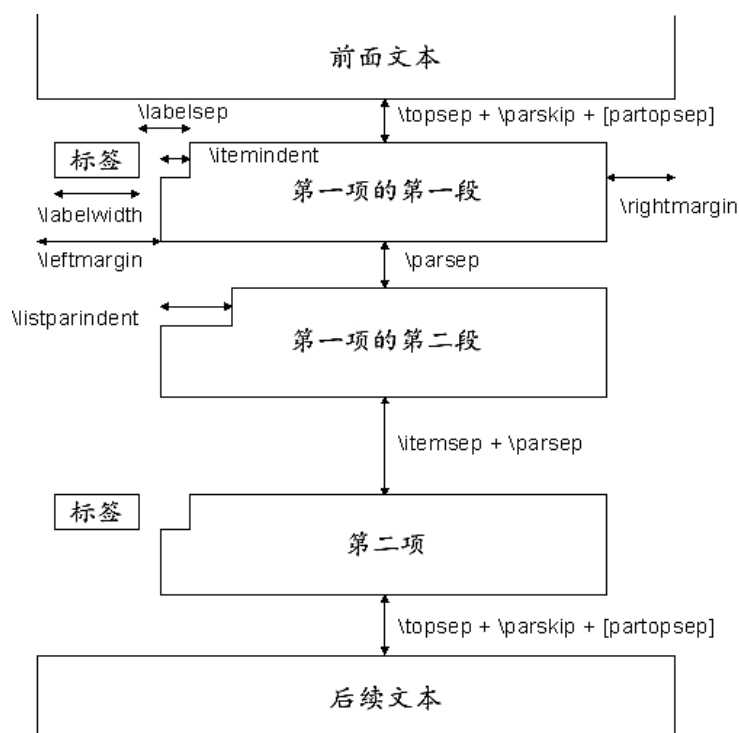 前面文本
\labelsep
\topsep + \parskip + [partopsep]
标签
\itemindent
第一项的第一段
\labelwidth
\rightmargin
\leftmargin
\parsep
\listparindent
第一项的第二段
\itemsep + \parsep
标签
第二项
\topsep + \parskip + [partopsep]
后续文本